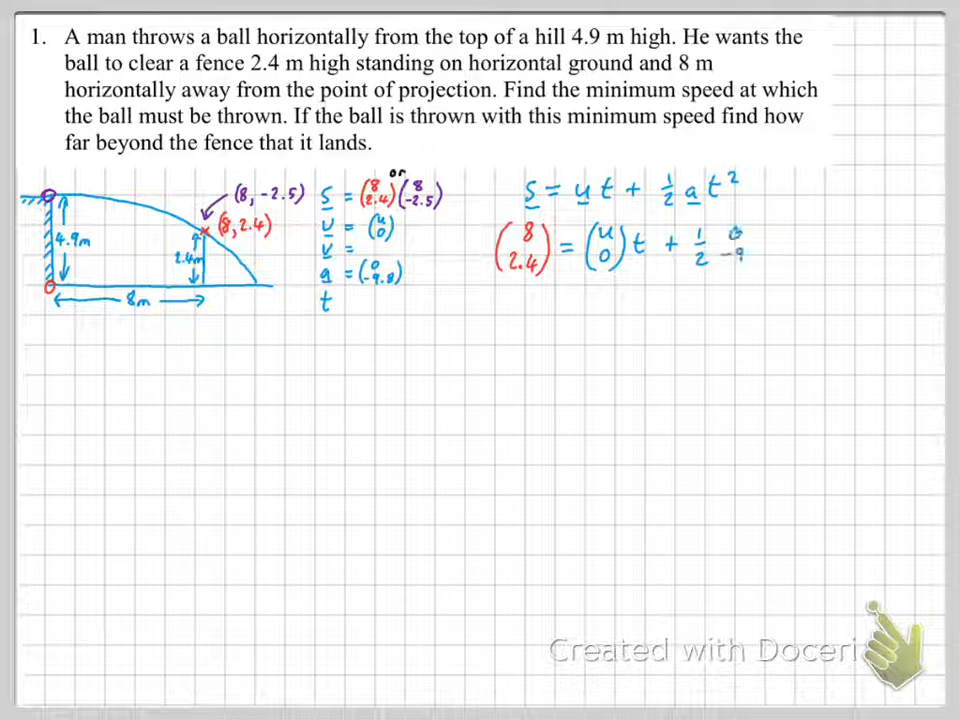 1. A man throws a ball horizontally from the top of a hill 4.9 m high. He wants the
ball to clear a fence 2.4 m high standing on horizontal ground and 8 m
horizontally away from the point of projection. Find the minimum speed at which
the ball must be thrown. If the ball is thrown with this minimum speed find how
far beyond the fence that it lands.
(8, -2.5)
(8, 2.4)
4.9m
2.4m
8m
or
s = (8 2.4) (8 -2.5)
u = (u 0)
v =
a = (0 -9.8)
t
s = ut + 1/2 at²
(8 2.4) = (u 0) t + 1/2 0 -9
Created with Doceri